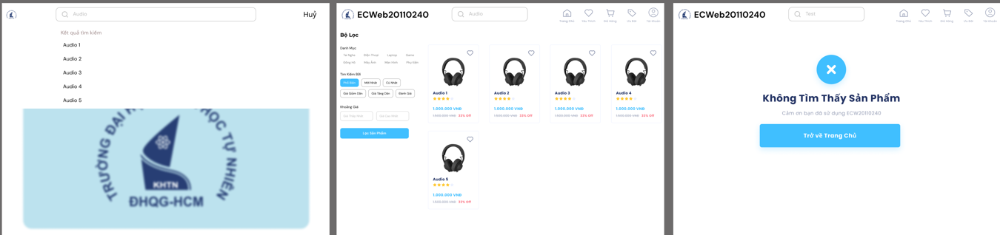 Audio
Huỷ
Kết quả tìm kiếm
Audio 1
Audio 2
Audio 3
Audio 4
Audio 5
TRƯỜNG ĐẠI HỌC TỰ NHIÊN
KHTN
ĐHQG-HCM
ECWeb20110240
Audio
Trang Chủ
Yêu Thích
Giỏ Hàng
Ưu Đãi
Tài Khoản
Bộ Lọc
Danh Mục
Tai Nghe Điện Thoại Laptop Game
Đồng Hồ Máy Ảnh Màn Hình Phụ Kiện
Tìm Kiếm Bởi
Phổ Biến Mới Nhất Cũ Nhất
Giá Giảm Dần Giá Tăng Dần Đánh Giá
Khoảng Giá
Giá Thấp Nhất Giá Cao Nhất
Lọc Sản Phẩm
Audio 1
1.000.000 VNĐ
1.500.000 VNĐ 33% Off
Audio 2
1.000.000 VNĐ
1.500.000 VNĐ 33% Off
Audio 3
1.000.000 VNĐ
1.500.000 VNĐ 33% Off
Audio 4
1.000.000 VNĐ
1.500.000 VNĐ 33% Off
Audio 5
1.000.000 VNĐ
1.500.000 VNĐ 33% Off
ECWeb20110240
Test
Trang Chủ
Yêu Thích
Giỏ Hàng
Ưu Đãi
Tài Khoản
Không Tìm Thấy Sản Phẩm
Cảm ơn bạn đã sử dụng ECW20110240
Trở về Trang Chủ